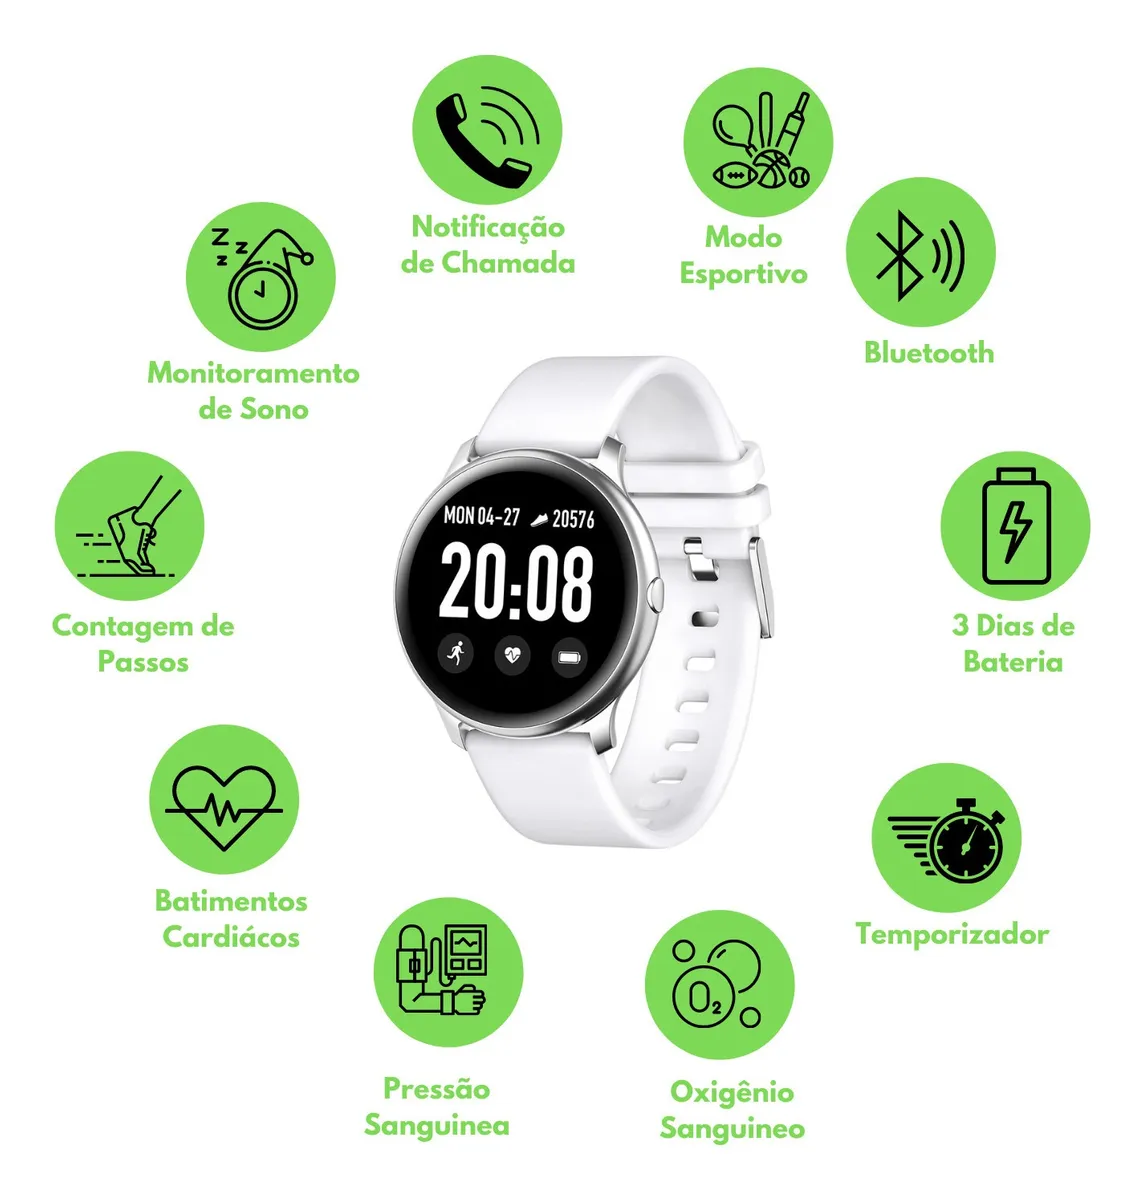 Notificação
de Chamada
Modo
Esportivo
Bluetooth
Z Z
Z
Monitoramento
de Sono
MON 04-27 20576
20:08
Contagem de
Passos
3 Dias de
Bateria
Batimentos
Cardiácos
Temporizador
O2
Pressão
Sanguinea
Oxigênio
Sanguineo